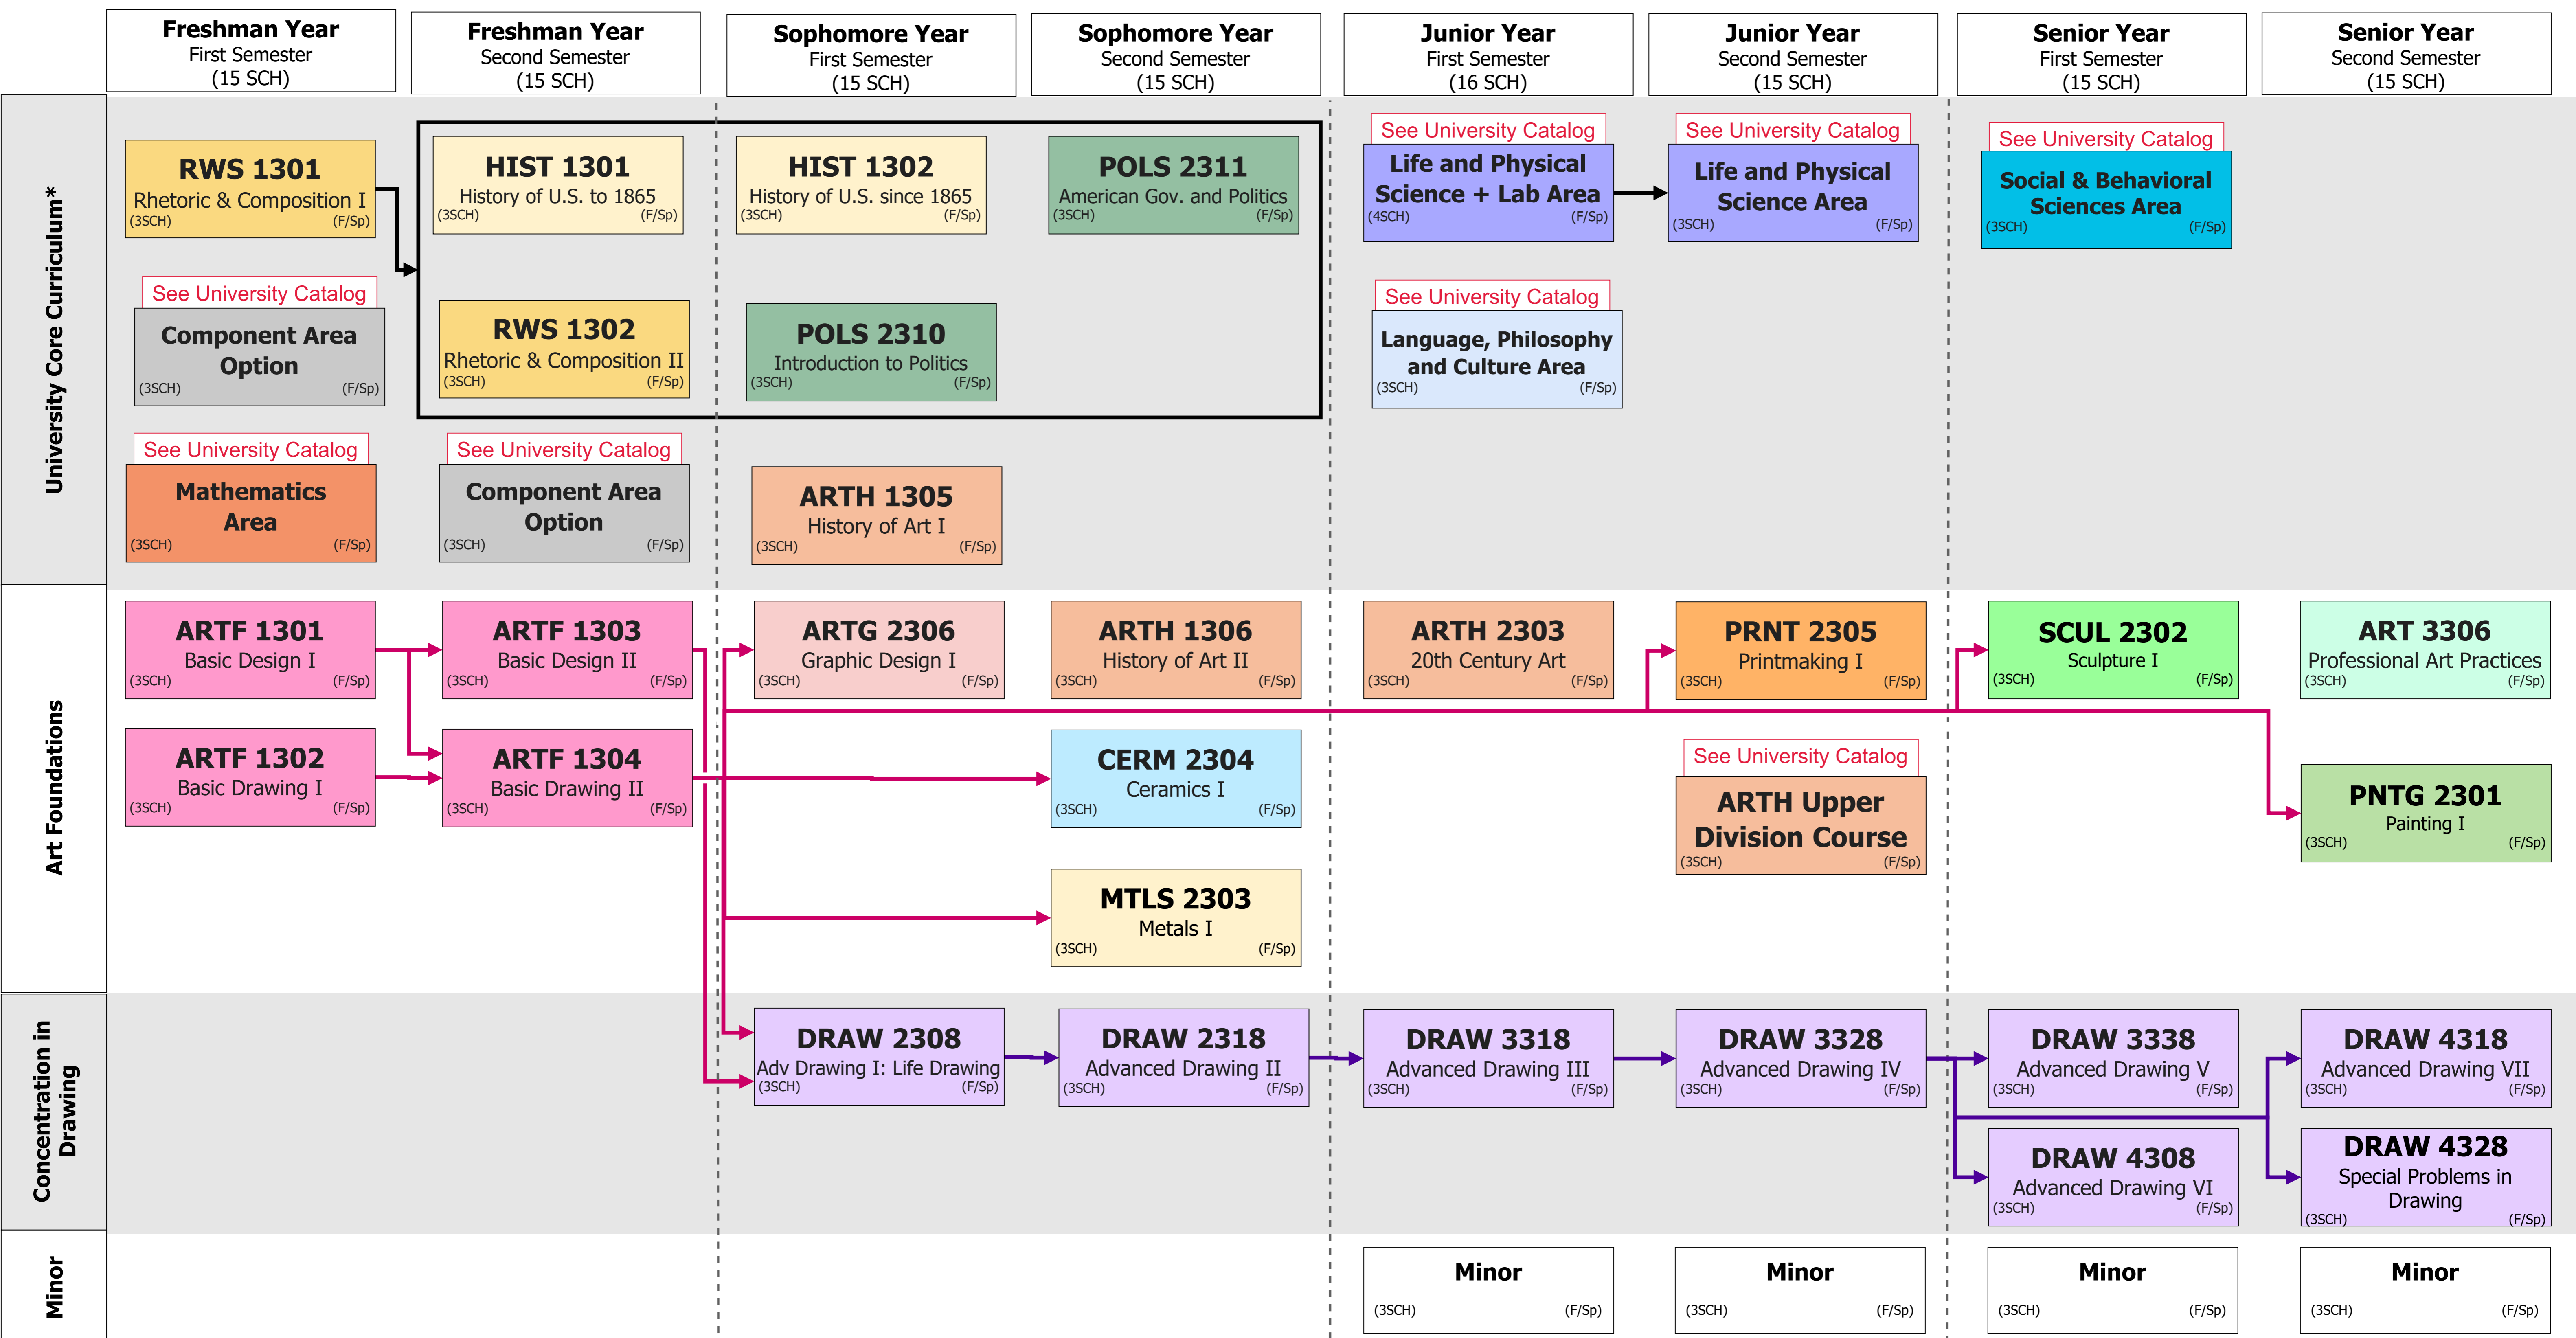 Freshman Year
First Semester
(15 SCH)
Freshman Year
Second Semester
(15 SCH)
Sophomore Year
First Semester
(15 SCH)
Sophomore Year
Second Semester
(15 SCH)
Junior Year
First Semester
(16 SCH)
Junior Year
Second Semester
(15 SCH)
Senior Year
First Semester
(15 SCH)
Senior Year
Second Semester
(15 SCH)
University Core Curriculum*
RWS 1301
Rhetoric & Composition I
(3SCH) (F/Sp)
HIST 1301
History of U.S. to 1865
(3SCH) (F/Sp)
HIST 1302
History of U.S. since 1865
(3SCH) (F/Sp)
POLS 2311
American Gov. and Politics
(3SCH) (F/Sp)
See University Catalog
Life and Physical
Science + Lab Area
(4SCH) (F/Sp)
See University Catalog
Life and Physical
Science Area
(3SCH) (F/Sp)
See University Catalog
Social & Behavioral
Sciences Area
(3SCH) (F/Sp)
See University Catalog
Component Area
Option
(3SCH) (F/Sp)
RWS 1302
Rhetoric & Composition II
(3SCH) (F/Sp)
POLS 2310
Introduction to Politics
(3SCH) (F/Sp)
See University Catalog
Language, Philosophy
and Culture Area
(3SCH) (F/Sp)
See University Catalog
Mathematics
Area
(3SCH) (F/Sp)
See University Catalog
Component Area
Option
(3SCH) (F/Sp)
ARTH 1305
History of Art I
(3SCH) (F/Sp)
Art Foundations
ARTF 1301
Basic Design I
(3SCH) (F/Sp)
ARTF 1303
Basic Design II
(3SCH) (F/Sp)
ARTG 2306
Graphic Design I
(3SCH) (F/Sp)
ARTH 1306
History of Art II
(3SCH) (F/Sp)
ARTH 2303
20th Century Art
(3SCH) (F/Sp)
PRNT 2305
Printmaking I
(3SCH) (F/Sp)
SCUL 2302
Sculpture I
(3SCH) (F/Sp)
ART 3306
Professional Art Practices
(3SCH) (F/Sp)
ARTF 1302
Basic Drawing I
(3SCH) (F/Sp)
ARTF 1304
Basic Drawing II
(3SCH) (F/Sp)
CERM 2304
Ceramics I
(3SCH) (F/Sp)
See University Catalog
ARTH Upper
Division Course
(3SCH) (F/Sp)
PNTG 2301
Painting I
(3SCH) (F/Sp)
MTLS 2303
Metals I
(3SCH) (F/Sp)
Concentration in
Drawing
DRAW 2308
Adv Drawing I: Life Drawing
(3SCH) (F/Sp)
DRAW 2318
Advanced Drawing II
(3SCH) (F/Sp)
DRAW 3318
Advanced Drawing III
(3SCH) (F/Sp)
DRAW 3328
Advanced Drawing IV
(3SCH) (F/Sp)
DRAW 3338
Advanced Drawing V
(3SCH) (F/Sp)
DRAW 4318
Advanced Drawing VII
(3SCH) (F/Sp)
DRAW 4308
Advanced Drawing VI
(3SCH) (F/Sp)
DRAW 4328
Special Problems in
Drawing
(3SCH) (F/Sp)
Minor
Minor
(3SCH) (F/Sp)
Minor
(3SCH) (F/Sp)
Minor
(3SCH) (F/Sp)
Minor
(3SCH) (F/Sp)